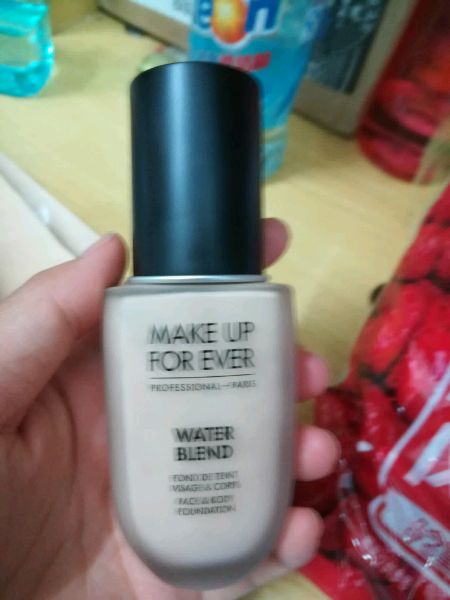 MAKE UP
FOR EVER
PROFESSIONAL — PARIS
WATER
BLEND
FOND DE TEINT
VISAGE & CORPS
FACE & BODY
FOUNDATION